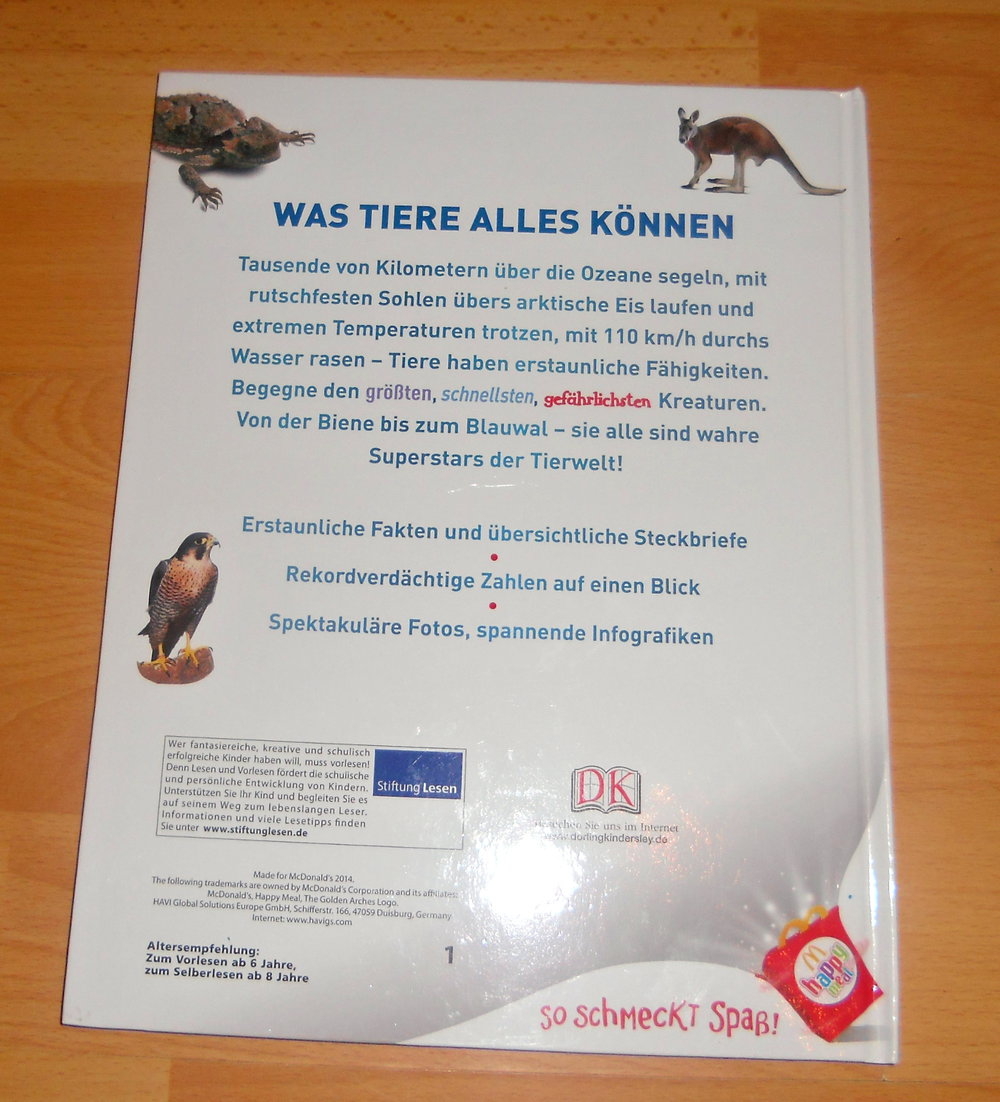 WAS TIERE ALLES KÖNNEN
Tausende von Kilometern über die Ozeane segeln, mit
rutschfesten Sohlen übers arktische Eis laufen und
extremen Temperaturen trotzen, mit 110 km/h durchs
Wasser rasen – Tiere haben erstaunliche Fähigkeiten.
Begegne den größten, schnellsten, gefährlichsten Kreaturen.
Von der Biene bis zum Blauwal – sie alle sind wahre
Superstars der Tierwelt!
Erstaunliche Fakten und übersichtliche Steckbriefe
•
Rekordverdächtige Zahlen auf einen Blick
•
Spektakuläre Fotos, spannende Infografiken
Wer fantasiereiche, kreative und schulisch
erfolgreiche Kinder haben will, muss vorlesen!
Denn Lesen und Vorlesen fördert die schulische
und persönliche Entwicklung von Kindern.
Unterstützen Sie Ihr Kind und begleiten Sie es
auf seinem Weg zum lebenslangen Leser.
Informationen und viele Lesetipps finden
Sie unter www.stiftunglesen.de
Stiftung Lesen
DK
Besuchen Sie uns im Internet
www.dorlingkindersley.de
Made for McDonald's 2014.
The following trademarks are owned by McDonald's Corporation and its affiliates:
McDonald's, Happy Meal, The Golden Arches Logo.
HAVI Global Solutions Europe GmbH, Schifferstr. 166, 47059 Duisburg, Germany
Internet: www.havigs.com
Altersempfehlung:
Zum Vorlesen ab 6 Jahre,
zum Selberlesen ab 8 Jahre
1
happy
meal
so schmeckt Spaß!